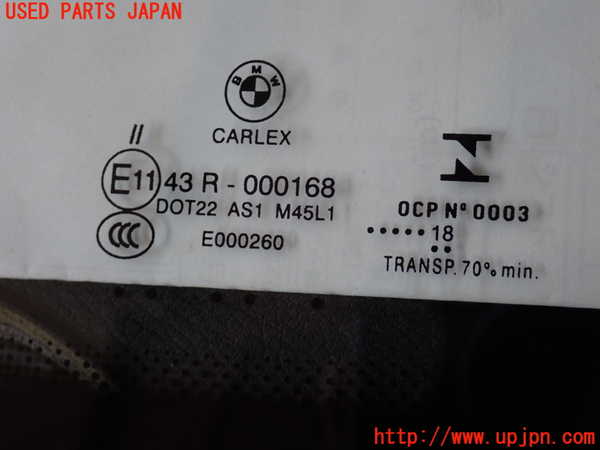 USED PARTS JAPAN
BMW
CARLEX
II
E11 43 R - 000168
DOT22 AS1 M45L1
CCC
E000260
OCP Nº 0003
•••••18
••
TRANSP. 70% min.
www.upjpn.com